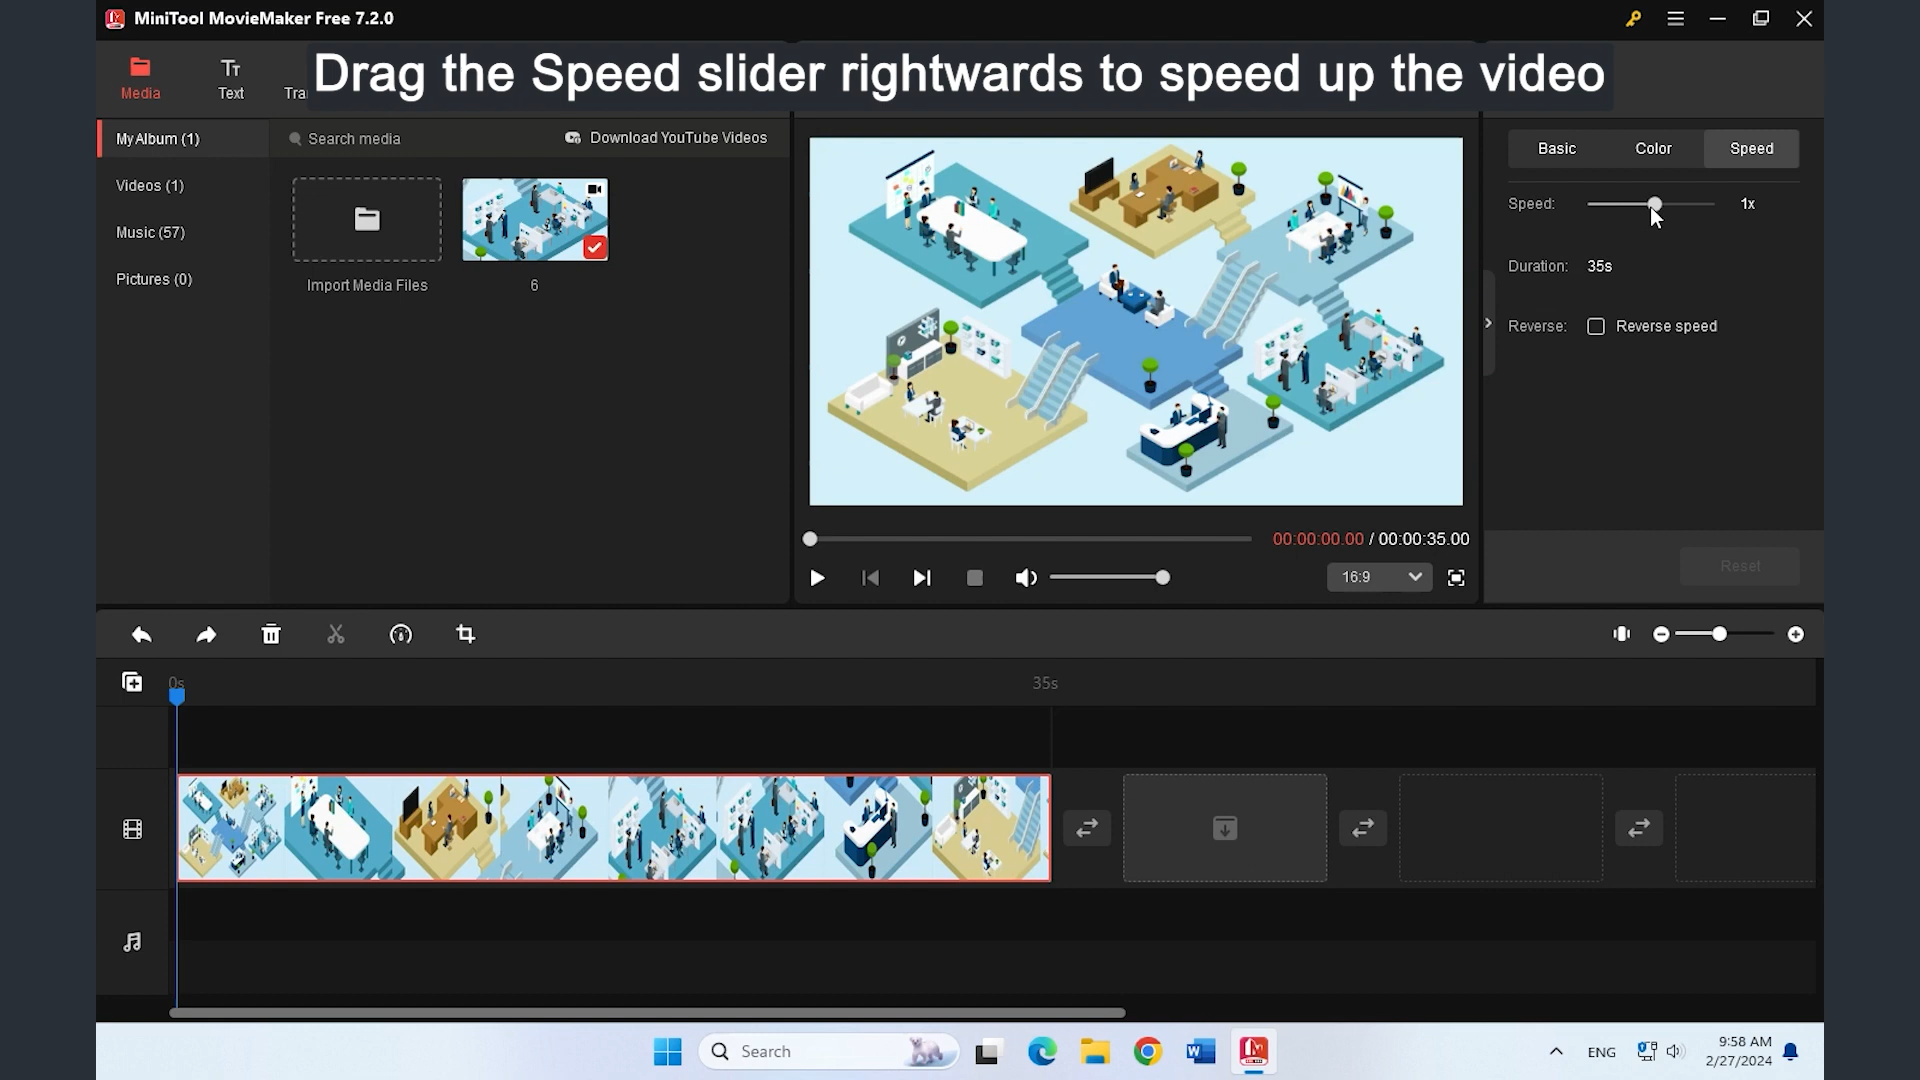 MiniTool MovieMaker Free 7.2.0
Drag the Speed slider rightwards to speed up the video
Media
Text
Tra
My Album (1)
Search media
Download YouTube Videos
Videos (1)
Music (57)
Pictures (0)
Import Media Files
6
Basic
Color
Speed
Speed:
1x
Duration:
35s
Reverse:
Reverse speed
Reset
00:00:00.00 / 00:00:35.00
16:9
0s
35s
Search
ENG
9:58 AM
2/27/2024